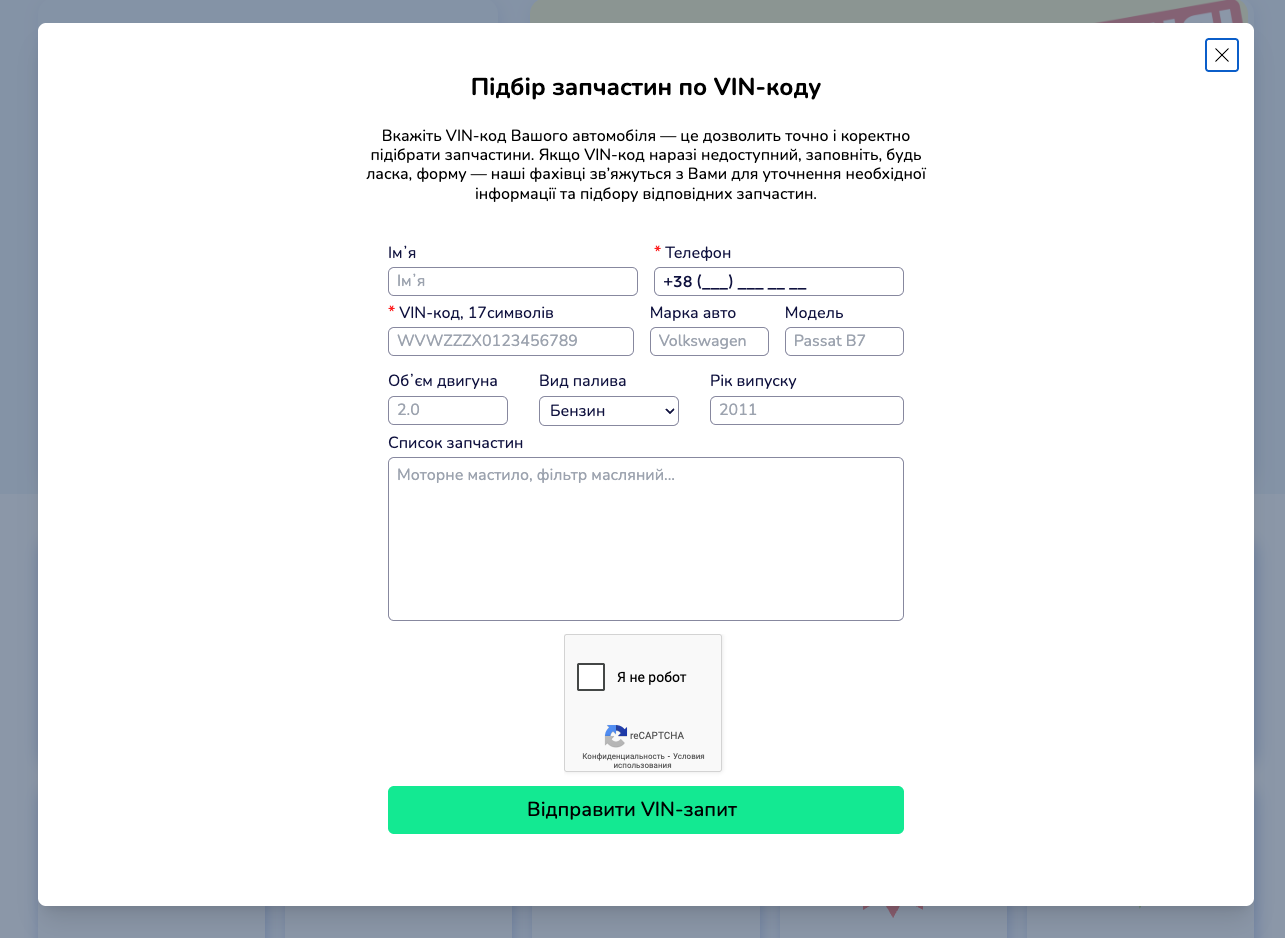 Підбір запчастин по VIN-коду
Вкажіть VIN-код Вашого автомобіля — це дозволить точно і коректно
підібрати запчастини. Якщо VIN-код наразі недоступний, заповніть, будь
ласка, форму — наші фахівці зв’яжуться з Вами для уточнення необхідної
інформації та підбору відповідних запчастин.
Ім’я
* Телефон
Ім’я
+38 (___) ___ __ __
* VIN-код, 17символів
Марка авто
Модель
WVWZZZX0123456789
Volkswagen
Passat B7
Об’єм двигуна
Вид палива
Рік випуску
2.0
Бензин
2011
Список запчастин
Моторне мастило, фільтр масляний...
Я не робот
reCAPTCHA
Конфиденциальность - Условия
использования
Відправити VIN-запит